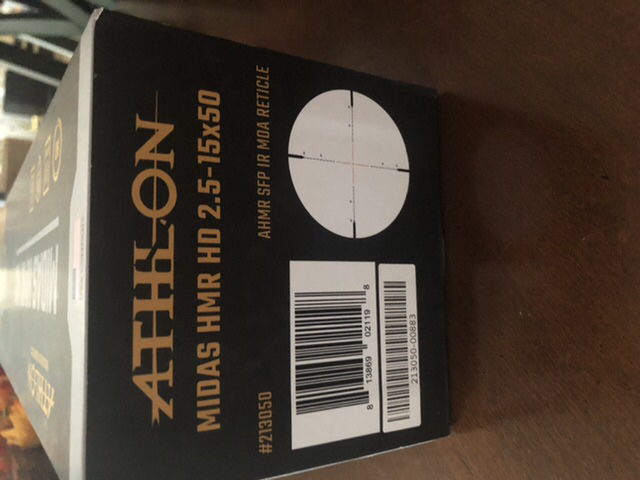 ATHLON
MIDAS HMR HD 2.5-15x50
AHMR SFP IR MOA RETICLE
#213050
8 13869 02119 8
213050-00883
ATHLON